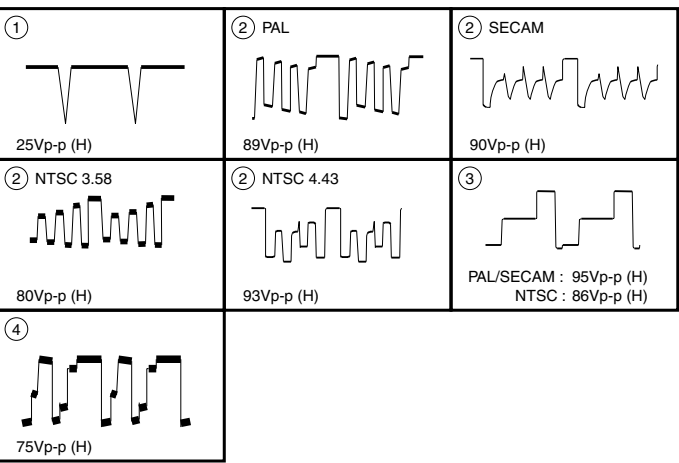 ①
25Vp-p (H)
② PAL
89Vp-p (H)
② SECAM
90Vp-p (H)
② NTSC 3.58
80Vp-p (H)
② NTSC 4.43
93Vp-p (H)
③
PAL/SECAM : 95Vp-p (H)
NTSC : 86Vp-p (H)
④
75Vp-p (H)